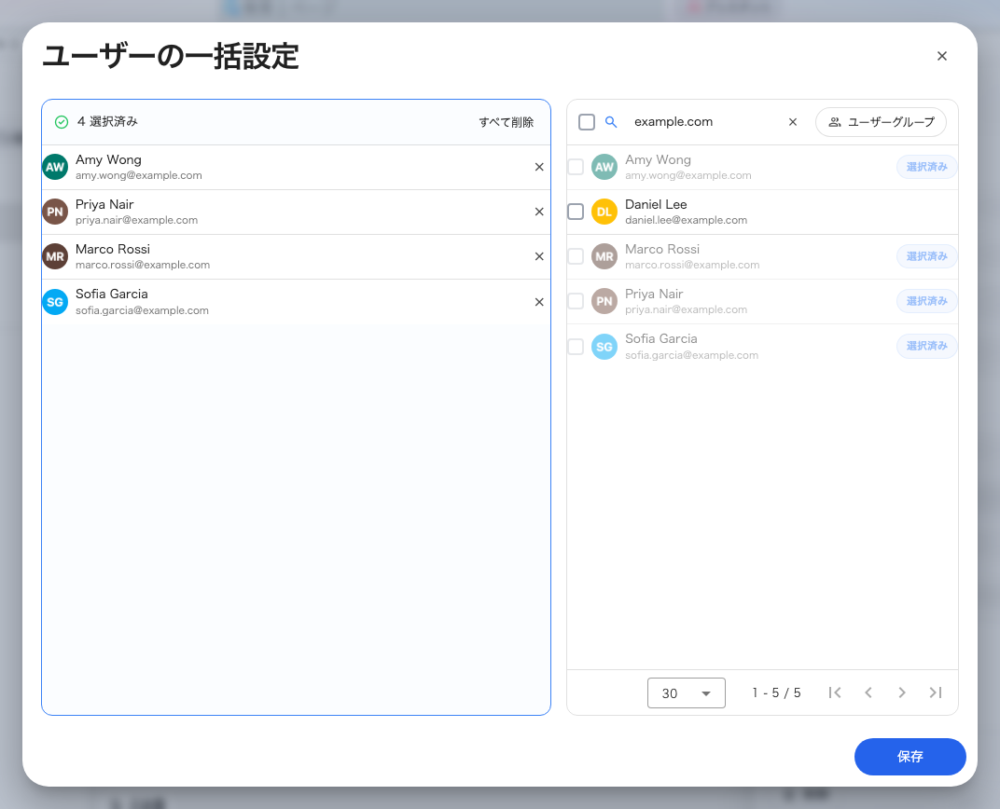 ユーザーの一括設定
4 選択済み
すべて削除
AW
Amy Wong
amy.wong@example.com
PN
Priya Nair
priya.nair@example.com
MR
Marco Rossi
marco.rossi@example.com
SG
Sofia Garcia
sofia.garcia@example.com
example.com
ユーザーグループ
AW
Amy Wong
amy.wong@example.com
選択済み
DL
Daniel Lee
daniel.lee@example.com
MR
Marco Rossi
marco.rossi@example.com
選択済み
PN
Priya Nair
priya.nair@example.com
選択済み
SG
Sofia Garcia
sofia.garcia@example.com
選択済み
30
1 - 5 / 5
保存